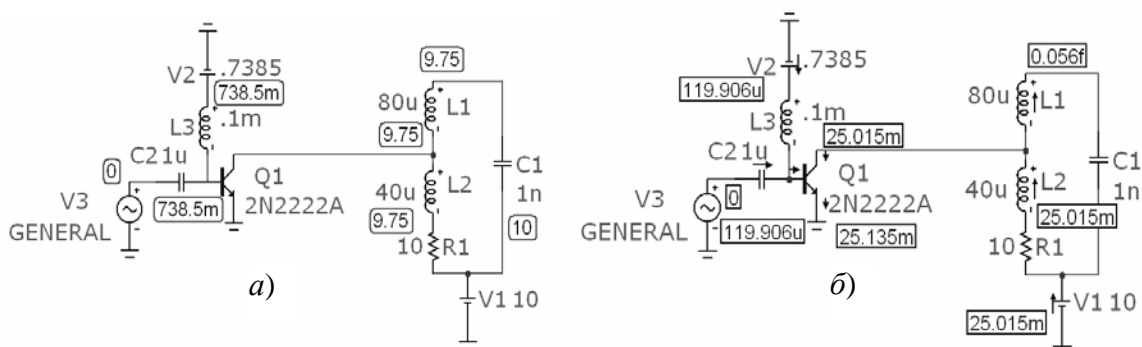 V2
.7385
738.5m
L3
.1m
C2 1u
0
V3
GENERAL
738.5m
Q1
2N2222A
9.75
80u
L1
9.75
40u
L2
9.75
10
R1
C1
1n
10
V1 10
а)
V2
.7385
119.906u
L3
.1m
25.015m
C2 1u
0
V3
GENERAL
119.906u
Q1
2N2222A
25.135m
0.056f
80u
L1
40u
L2
25.015m
10
R1
C1
1n
V1 10
25.015m
б)